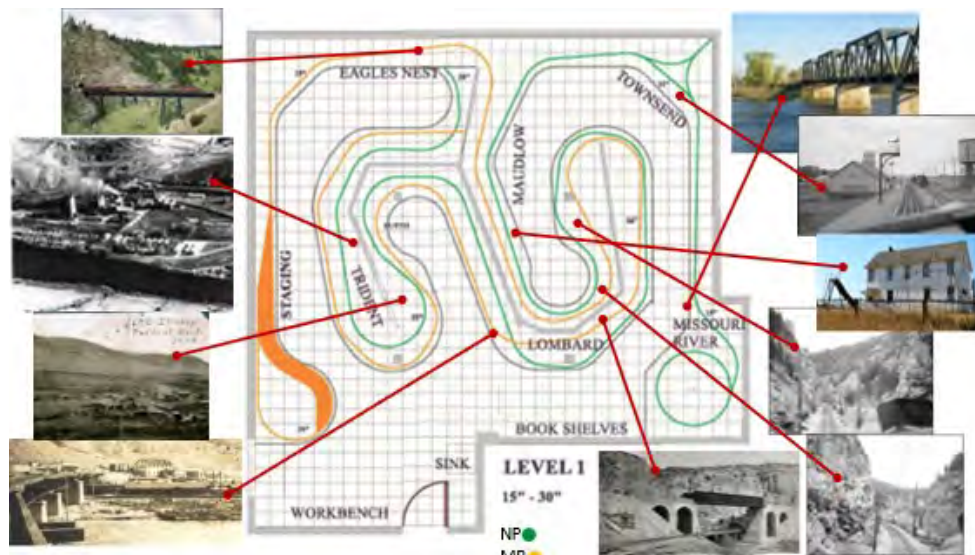 EAGLES NEST
TOWNSEND
MAUDLOW
STAGING
TRIDENT
MISSOURI
RIVER
LOMBARD
BOOK SHELVES
SINK
LEVEL 1
15" - 30"
WORKBENCH
NP